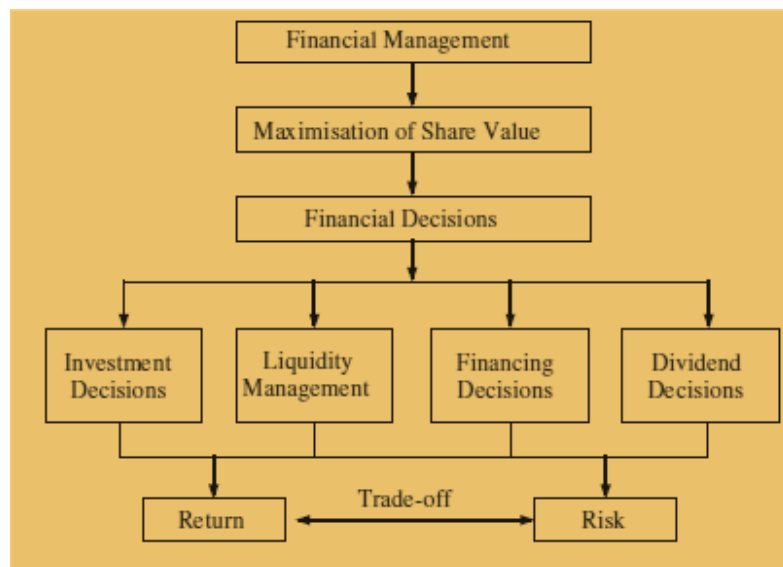 Financial Management
Maximisation of Share Value
Financial Decisions
Investment
Decisions
Liquidity
Management
Financing
Decisions
Dividend
Decisions
Trade-off
Return
Risk